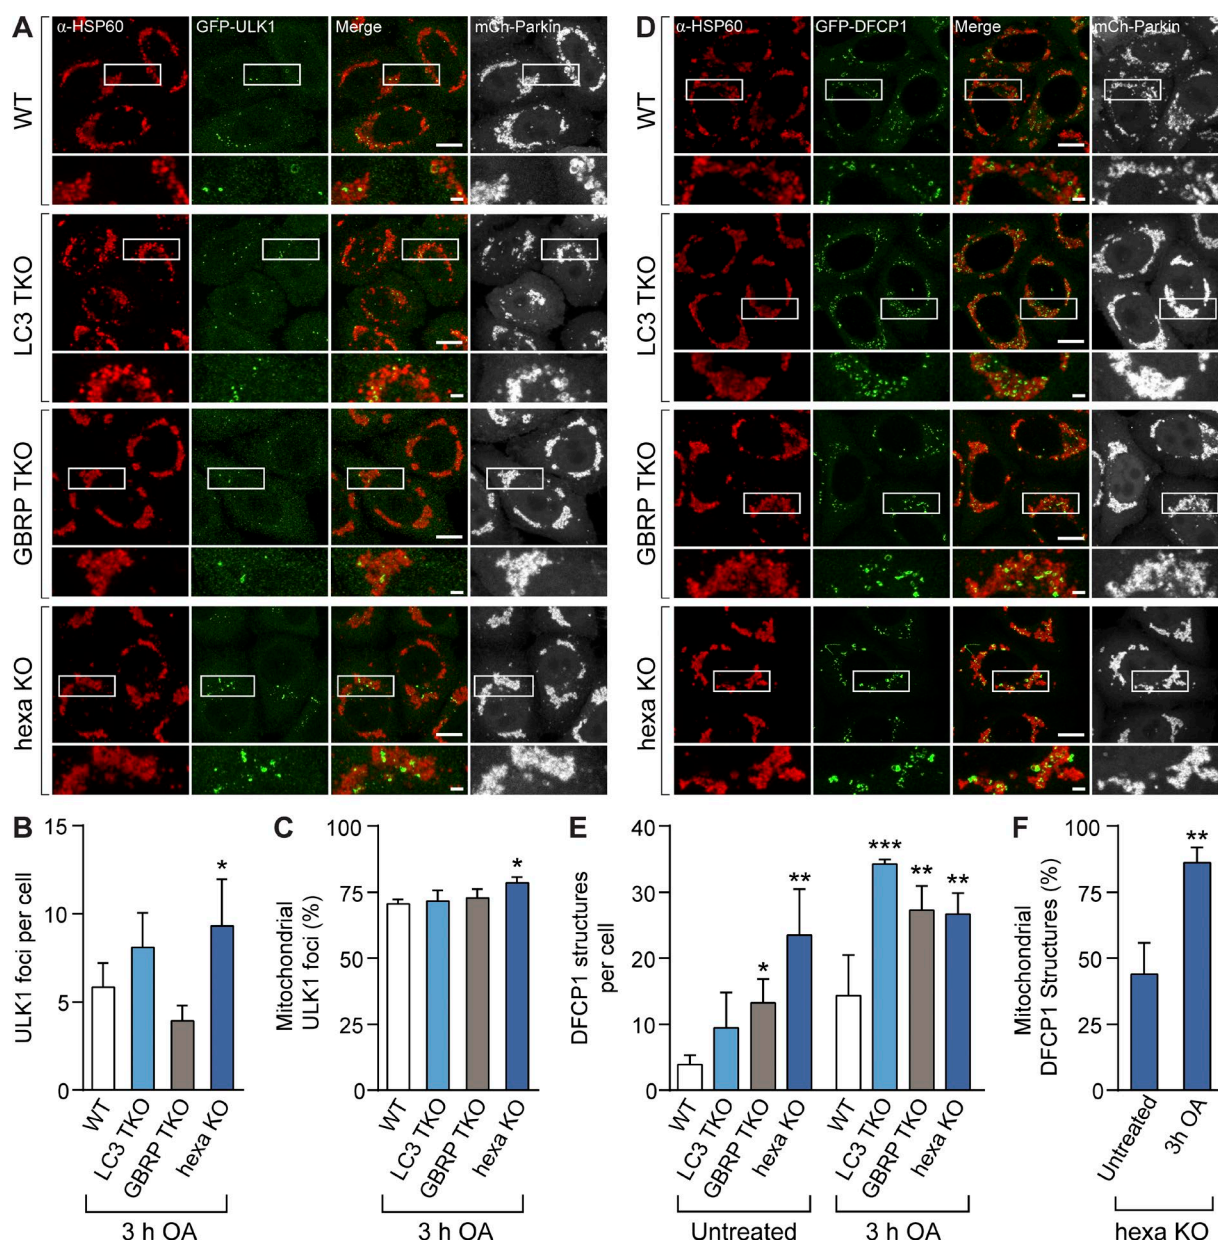 A
α-HSP60 GFP-ULK1 Merge mCh-Parkin
WT
LC3 TKO
GBRP TKO
hexa KO
D
α-HSP60 GFP-DFCP1 Merge mCh-Parkin
WT
LC3 TKO
GBRP TKO
hexa KO
B
ULK1 foci per cell
15
10
5
0
*
WT LC3 TKO GBRP TKO hexa KO
3 h OA
C
Mitochondrial
ULK1 foci (%)
100
75
50
25
0
*
WT LC3 TKO GBRP TKO hexa KO
3 h OA
E
DFCP1 structures
per cell
40
30
20
10
0
* ** *** ** **
WT LC3 TKO GBRP TKO hexa KO WT LC3 TKO GBRP TKO hexa KO
Untreated 3 h OA
F
Mitochondrial
DFCP1 Structures (%)
100
75
50
25
0
**
Untreated 3h OA
hexa KO